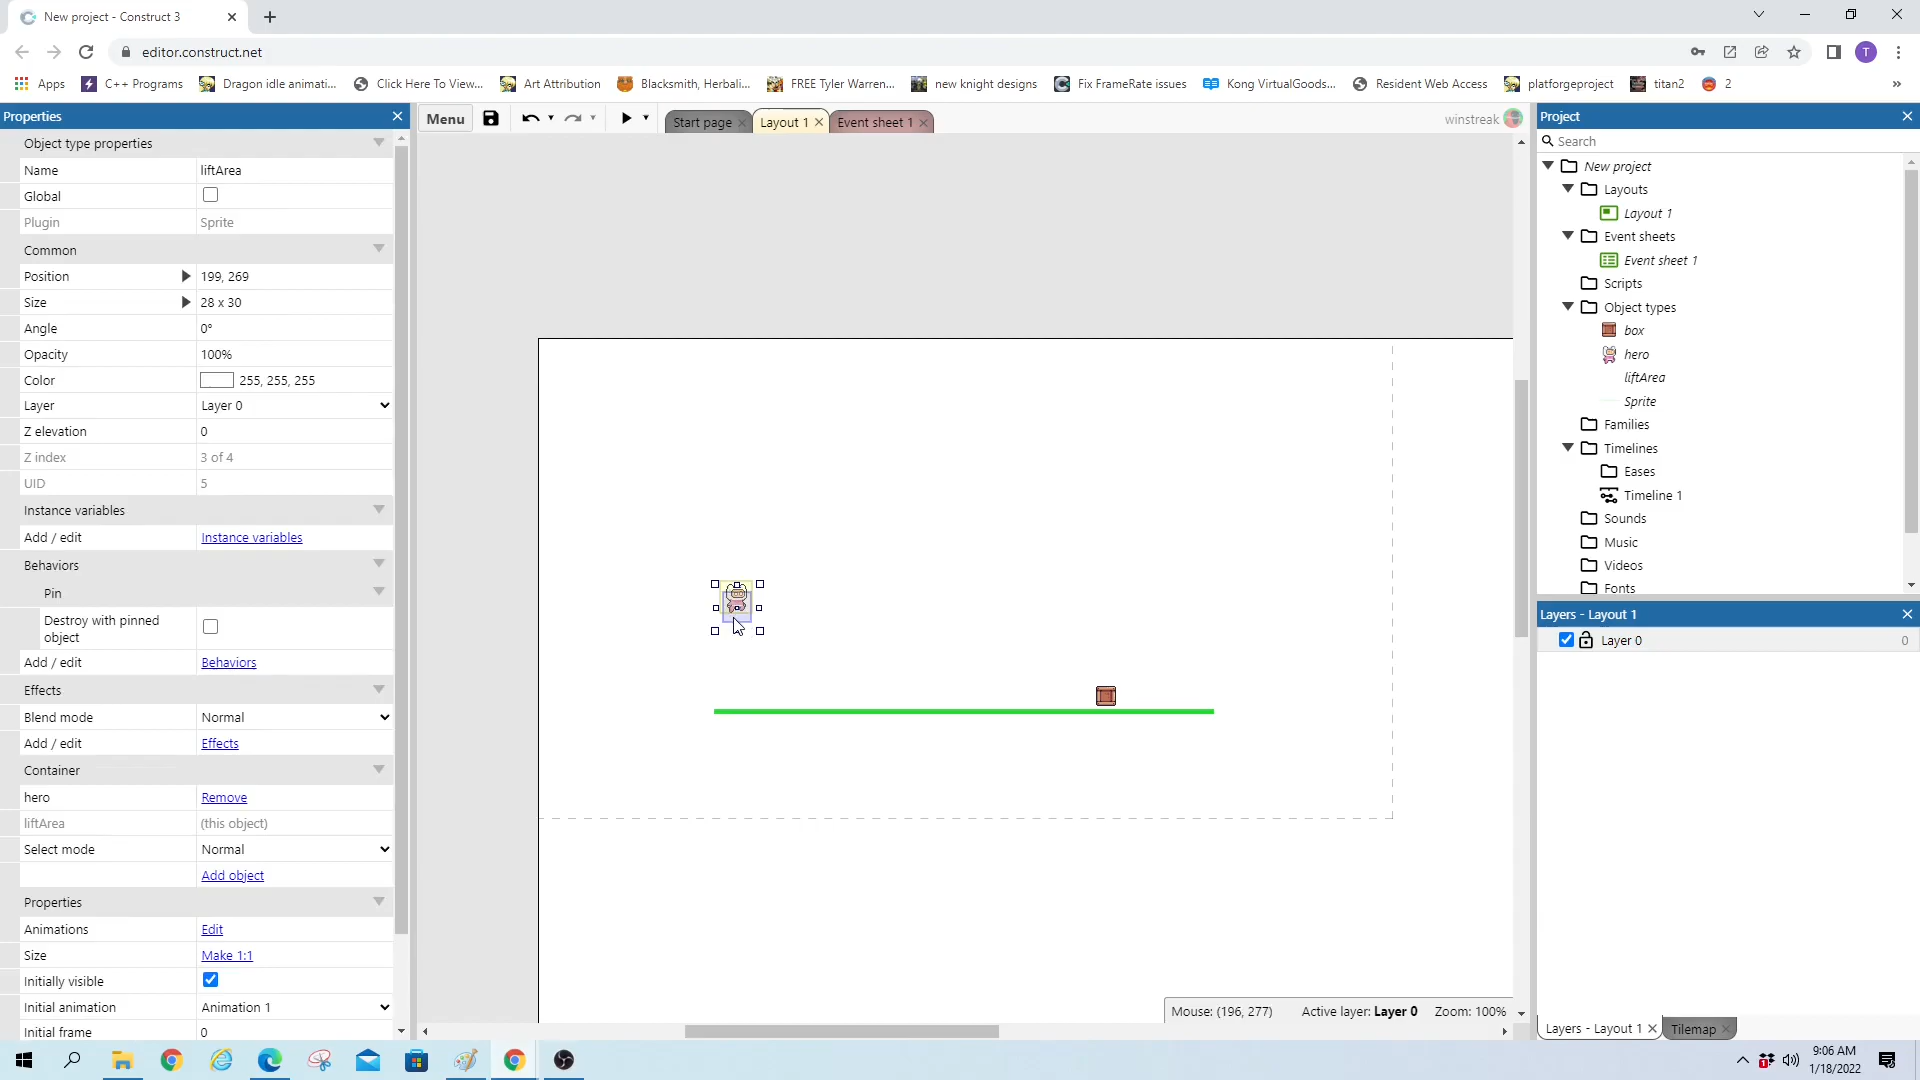 New project - Construct 3
editor.construct.net
Apps
C++ Programs
Dragon idle animati...
Click Here To View...
Art Attribution
Blacksmith, Herbali...
FREE Tyler Warren...
new knight designs
Fix FrameRate issues
Kong VirtualGoods...
Resident Web Access
platforgeproject
titan2
2
»
T
Properties
Object type properties
Name liftArea
Global
Plugin Sprite
Common
Position 199, 269
Size 28 x 30
Angle 0°
Opacity 100%
Color 255, 255, 255
Layer Layer 0
Z elevation 0
Z index 3 of 4
UID 5
Instance variables
Add / edit Instance variables
Behaviors
Pin
Destroy with pinned
object
Add / edit Behaviors
Effects
Blend mode Normal
Add / edit Effects
Container
hero Remove
liftArea (this object)
Select mode Normal
Add object
Properties
Animations Edit
Size Make 1:1
Initially visible
Initial animation Animation 1
Initial frame 0
Menu
Start page
Layout 1
Event sheet 1
winstreak
Mouse: (196, 277) Active layer: Layer 0 Zoom: 100%
Project
Search
New project
Layouts
Layout 1
Event sheets
Event sheet 1
Scripts
Object types
box
hero
liftArea
Sprite
Families
Timelines
Eases
Timeline 1
Sounds
Music
Videos
Fonts
Layers - Layout 1
Layer 0 0
Layers - Layout 1
Tilemap
9:06 AM
1/18/2022